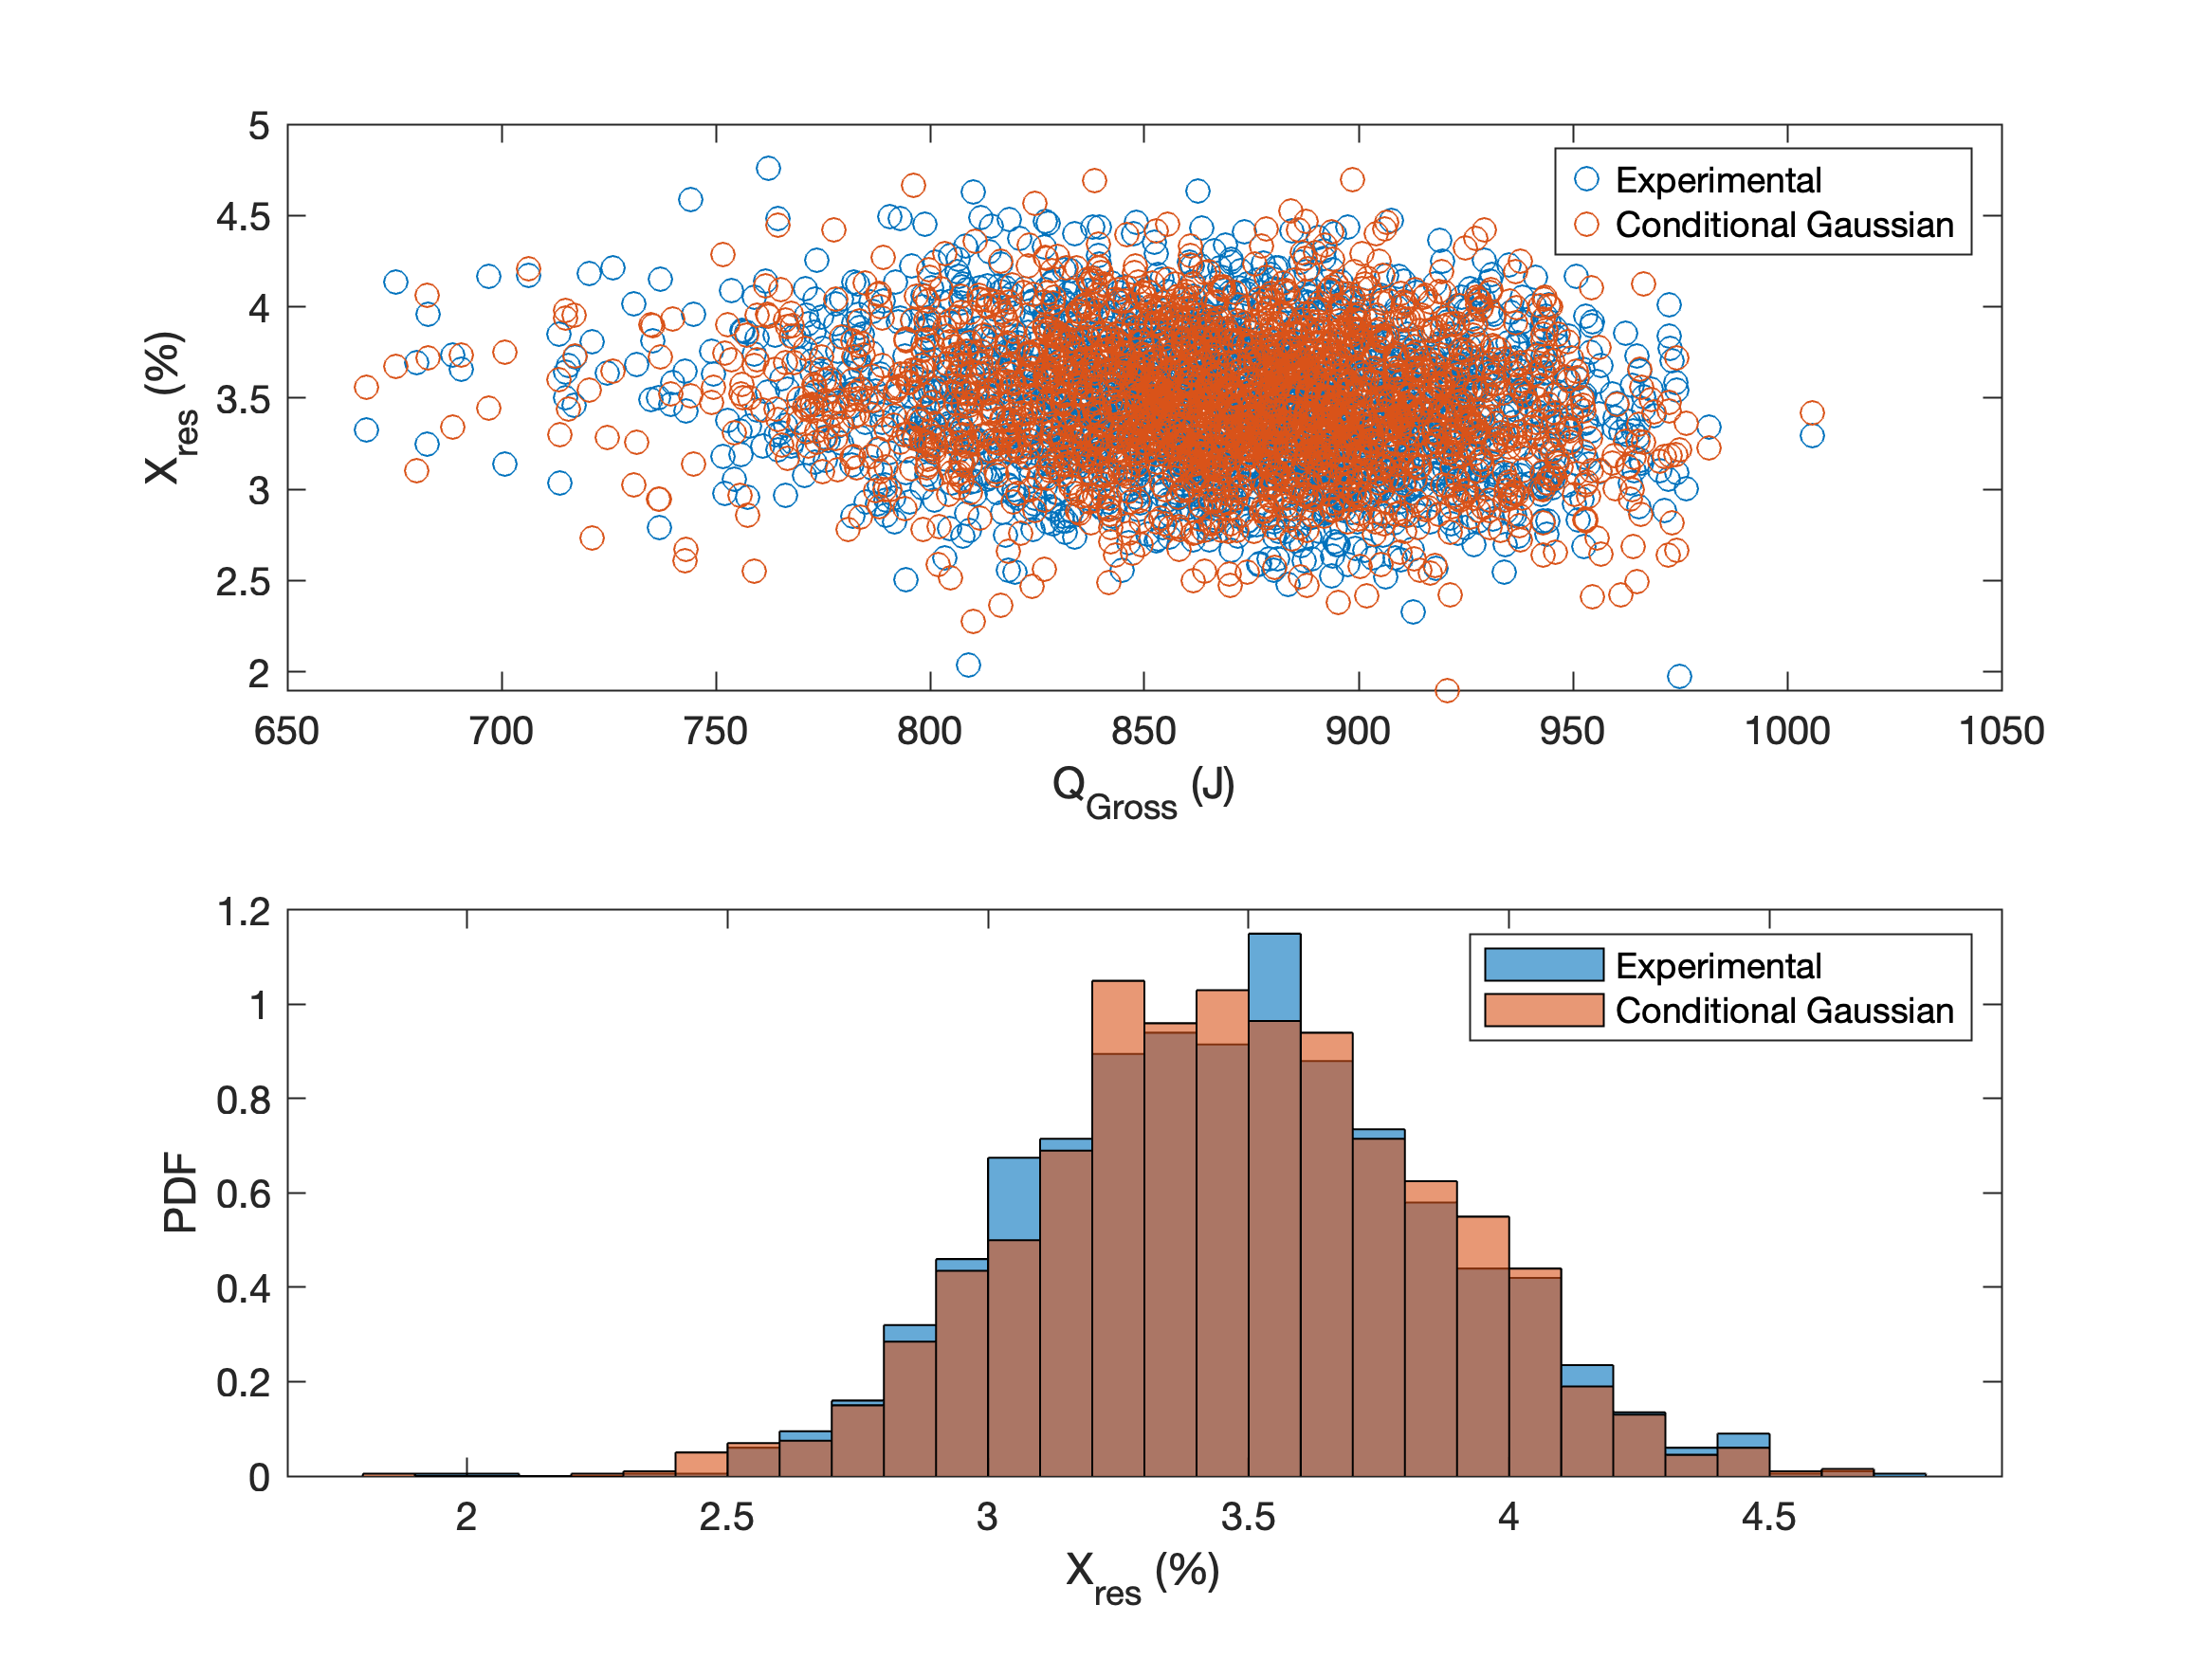 5
4.5
4
3.5
3
2.5
2
X_res (%)
Experimental
Conditional Gaussian
650 700 750 800 850 900 950 1000 1050
Q_Gross (J)
1.2
1
0.8
0.6
0.4
0.2
0
PDF
Experimental
Conditional Gaussian
2 2.5 3 3.5 4 4.5
X_res (%)